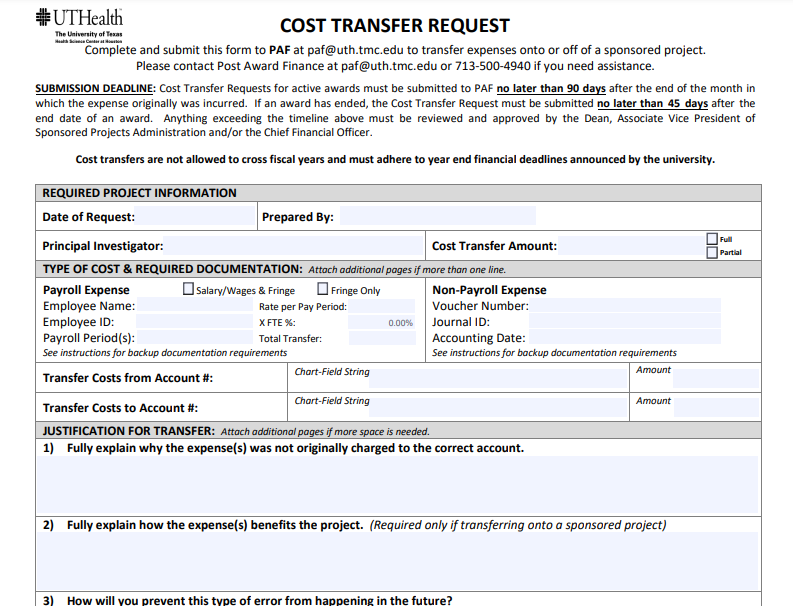 UTHealth
The University of Texas
Health Science Center at Houston
COST TRANSFER REQUEST
Complete and submit this form to PAF at paf@uth.tmc.edu to transfer expenses onto or off of a sponsored project.
Please contact Post Award Finance at paf@uth.tmc.edu or 713-500-4940 if you need assistance.
SUBMISSION DEADLINE: Cost Transfer Requests for active awards must be submitted to PAF no later than 90 days after the end of the month in
which the expense originally was incurred. If an award has ended, the Cost Transfer Request must be submitted no later than 45 days after the
end date of an award. Anything exceeding the timeline above must be reviewed and approved by the Dean, Associate Vice President of
Sponsored Projects Administration and/or the Chief Financial Officer.
Cost transfers are not allowed to cross fiscal years and must adhere to year end financial deadlines announced by the university.
REQUIRED PROJECT INFORMATION
Date of Request: Prepared By:
Principal Investigator: Cost Transfer Amount: Full
Partial
TYPE OF COST & REQUIRED DOCUMENTATION: Attach additional pages if more than one line.
Payroll Expense Salary/Wages & Fringe Fringe Only Non-Payroll Expense
Employee Name: Rate per Pay Period: Voucher Number:
Employee ID: X FTE %: 0.00% Journal ID:
Payroll Period(s): Total Transfer: Accounting Date:
See instructions for backup documentation requirements See instructions for backup documentation requirements
Transfer Costs from Account #: Chart-Field String Amount
Transfer Costs to Account #: Chart-Field String Amount
JUSTIFICATION FOR TRANSFER: Attach additional pages if more space is needed.
1) Fully explain why the expense(s) was not originally charged to the correct account.
2) Fully explain how the expense(s) benefits the project. (Required only if transferring onto a sponsored project)
3) How will you prevent this type of error from happening in the future?